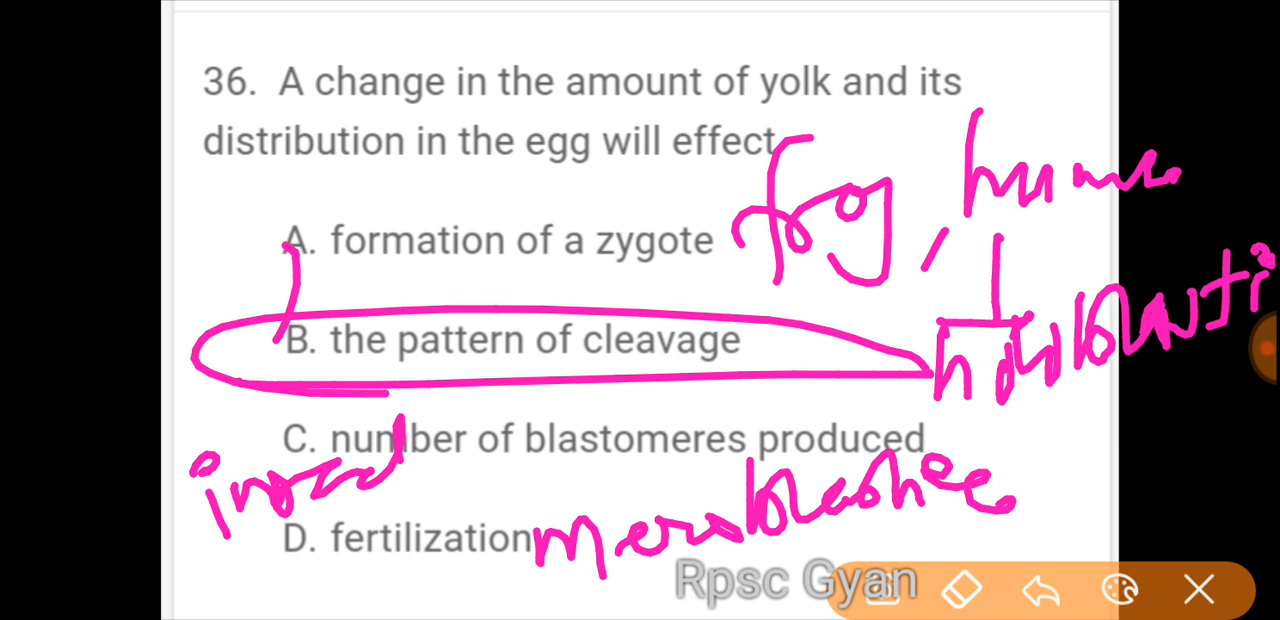 36. A change in the amount of yolk and its
distribution in the egg will effect
frog, human
A. formation of a zygote
B. the pattern of cleavage
holoblasti
C. number of blastomeres produced
D. fertilization
Rpsc Gyan